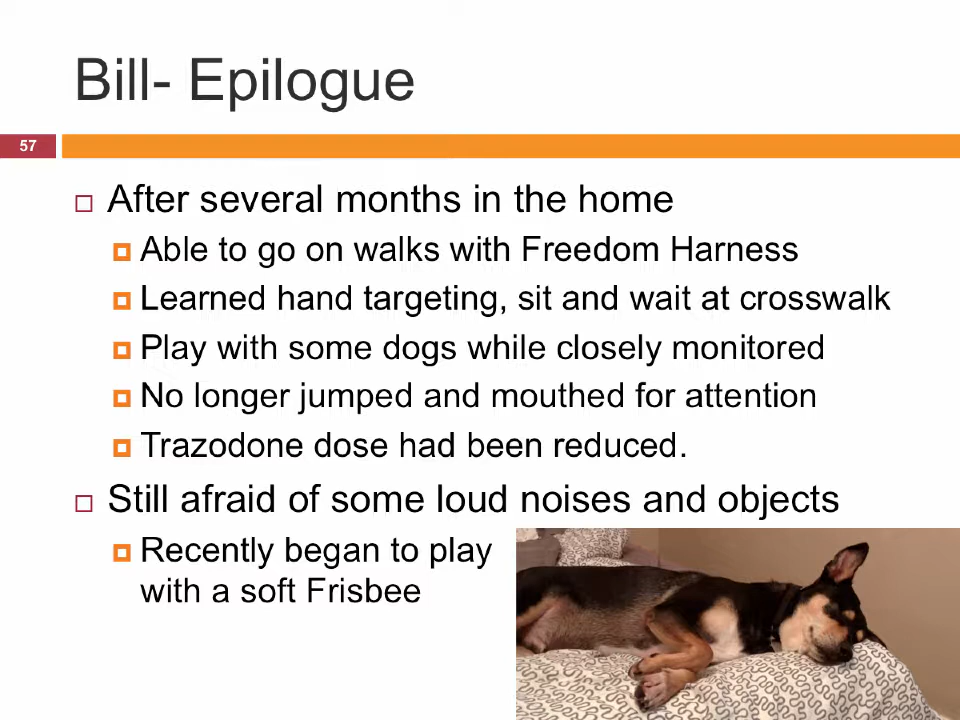 Bill- Epilogue
57
After several months in the home
Able to go on walks with Freedom Harness
Learned hand targeting, sit and wait at crosswalk
Play with some dogs while closely monitored
No longer jumped and mouthed for attention
Trazodone dose had been reduced.
Still afraid of some loud noises and objects
Recently began to play
with a soft Frisbee